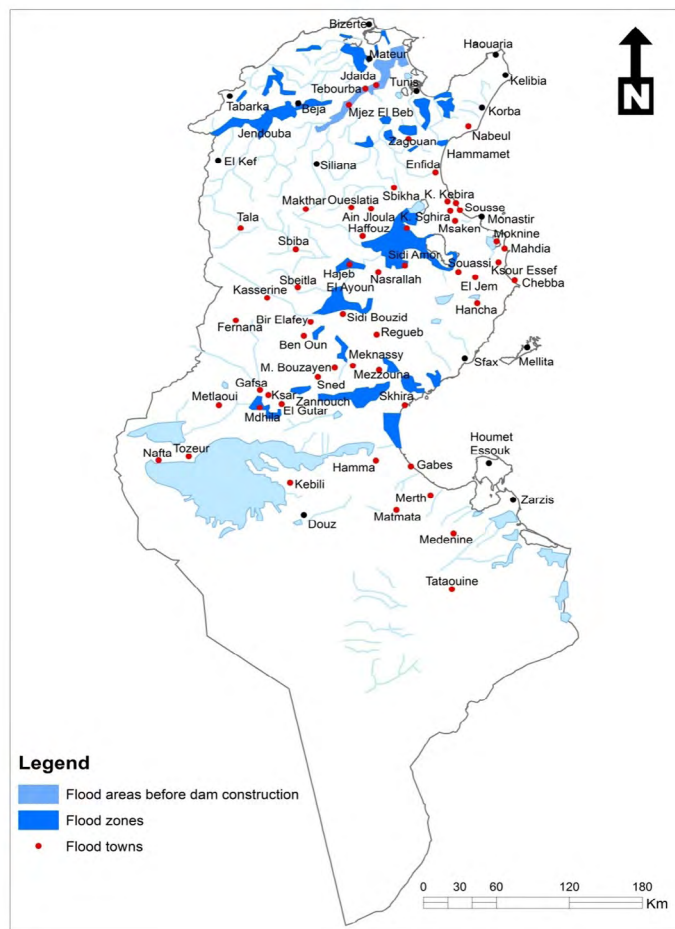 Bizerte
Haouaria
Mateur
Jdaida
Tebourba
Tunis
Kelibia
Tabarka
Beja
Mjez El Beb
Korba
Jendouba
Nabeul
Zagouan
Hammamet
El Kef
Siliana
Enfida
Sbikha
K. Kebira
Makthar
Oueslatia
Sousse
Ain Jloula
K. Sghira
Monastir
Tala
Haffouz
Msaken
Moknine
Mahdia
Sbiba
Sidi Amor
Souassi
Ksour Essef
Hajeb
El Ayoun
Nasrallah
El Jem
Chebba
Sbeitla
Kasserine
Hancha
Fernana
Bir Elafey
Sidi Bouzid
Regueb
Ben Oun
Meknassy
Sfax
Mellita
M. Bouzayen
Mezzouna
Gafsa
Sned
Metlaoui
Ksar
Zannouch
Skhira
Mdhila
El Gutar
Houmet
Essouk
Nafta
Tozeur
Hamma
Gabes
Kebili
Merth
Zarzis
Douz
Matmata
Medenine
Tataouine
N
Legend
Flood areas before dam construction
Flood zones
Flood towns
0 30 60 120 180
Km